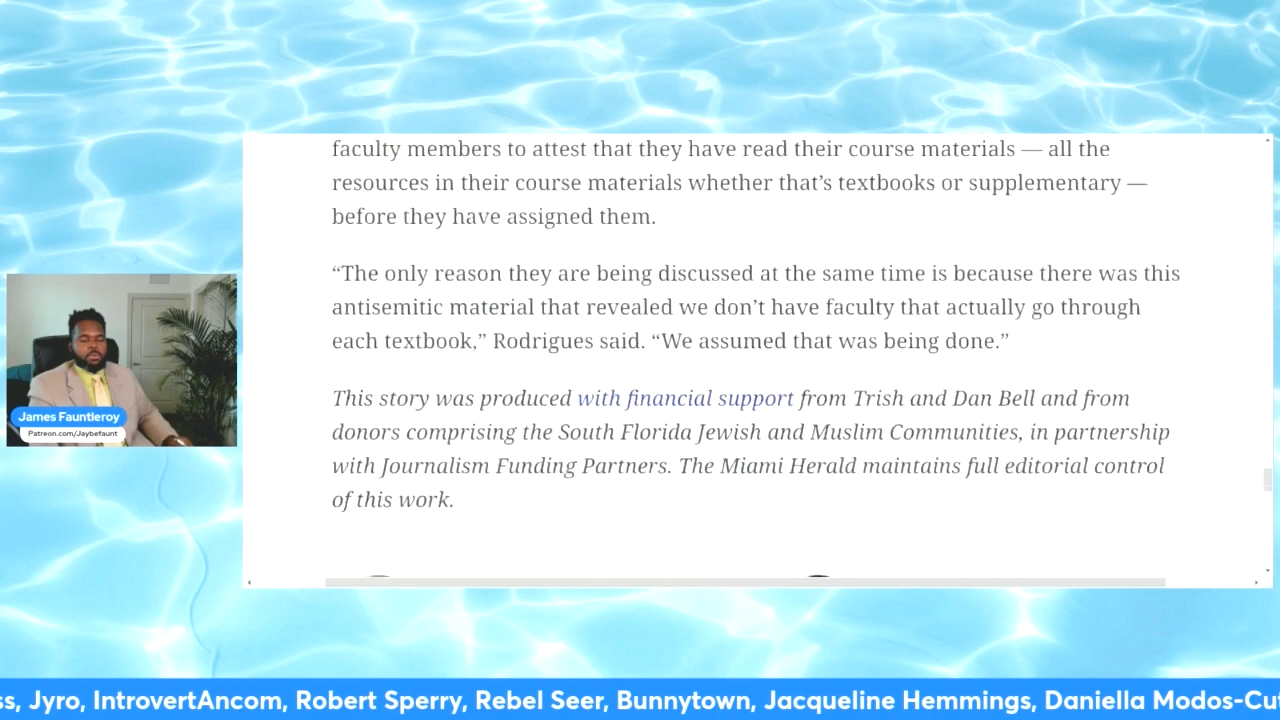 faculty members to attest that they have read their course materials — all the
resources in their course materials whether that’s textbooks or supplementary —
before they have assigned them.
“The only reason they are being discussed at the same time is because there was this
antisemitic material that revealed we don’t have faculty that actually go through
each textbook,” Rodrigues said. “We assumed that was being done.”
This story was produced with financial support from Trish and Dan Bell and from
donors comprising the South Florida Jewish and Muslim Communities, in partnership
with Journalism Funding Partners. The Miami Herald maintains full editorial control
of this work.
James Fauntleroy
Patreon.com/Jaybefaunt
ss, Jyro, IntrovertAncom, Robert Sperry, Rebel Seer, Bunnytown, Jacqueline Hemmings, Daniella Modos-Cu